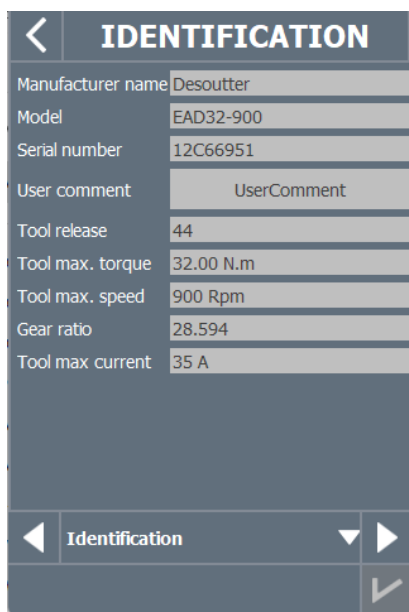 IDENTIFICATION
Manufacturer name Desoutter
Model EAD32-900
Serial number 12C66951
User comment UserComment
Tool release 44
Tool max. torque 32.00 N.m
Tool max. speed 900 Rpm
Gear ratio 28.594
Tool max current 35 A
Identification